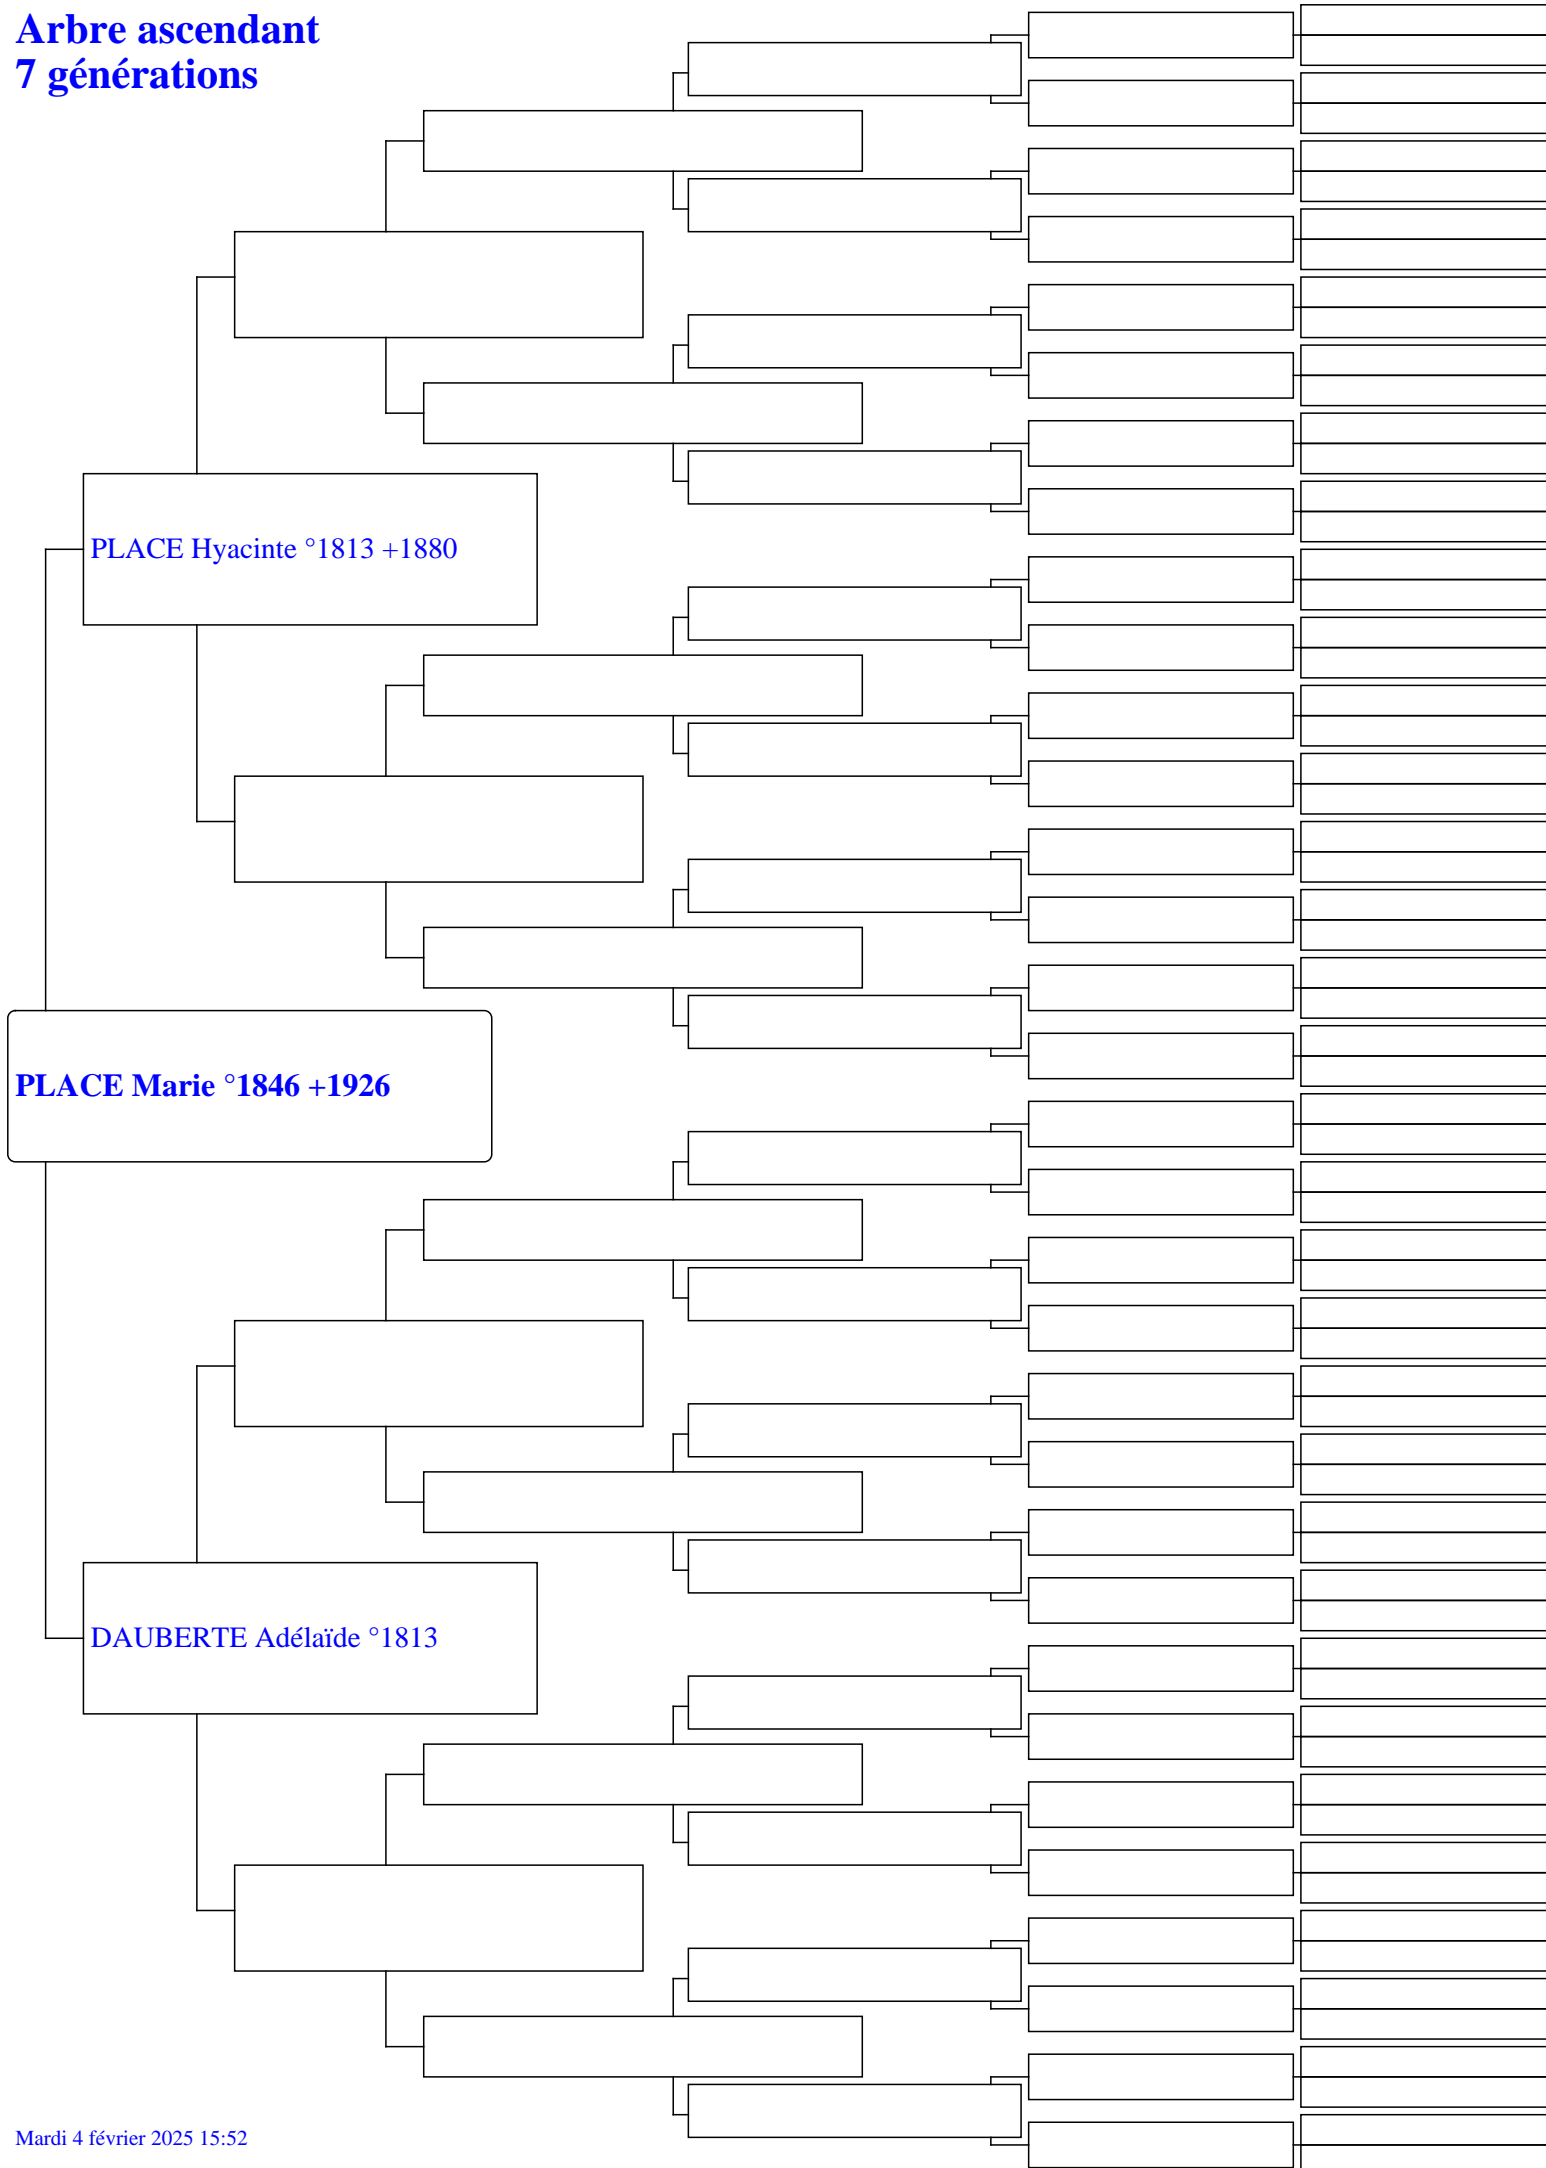 Arbre ascendant
7 générations
PLACE Hyacinte °1813 +1880
PLACE Marie °1846 +1926
DAUBERTE Adélaïde °1813
Mardi 4 février 2025 15:52